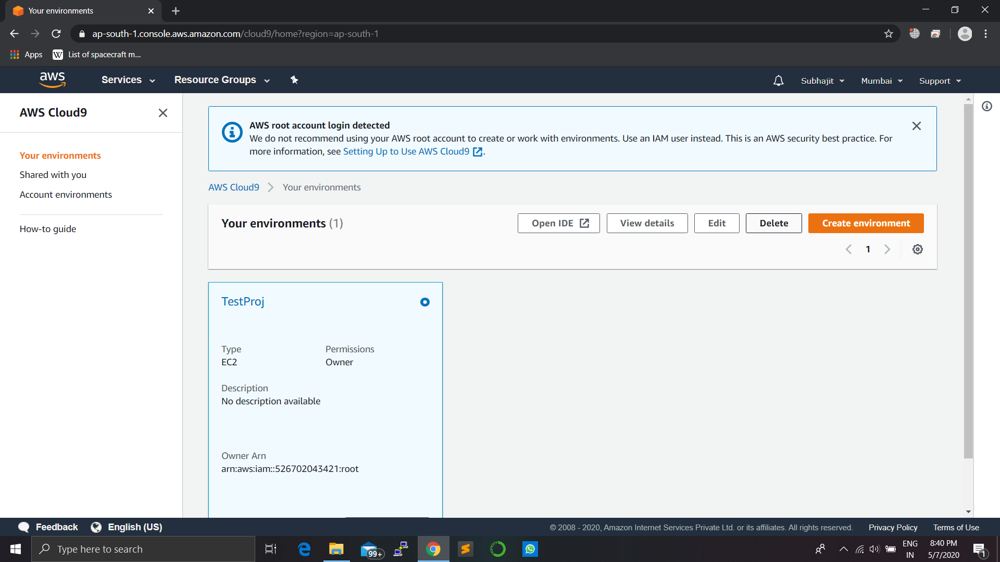 Your environments
ap-south-1.console.aws.amazon.com/cloud9/home?region=ap-south-1
Apps
List of spacecraft m...
aws
Services
Resource Groups
Subhajit
Mumbai
Support
AWS Cloud9
Your environments
Shared with you
Account environments
How-to guide
AWS root account login detected
We do not recommend using your AWS root account to create or work with environments. Use an IAM user instead. This is an AWS security best practice. For
more information, see Setting Up to Use AWS Cloud9.
AWS Cloud9 > Your environments
Your environments (1)
Open IDE
View details
Edit
Delete
Create environment
1
TestProj
Type
EC2
Permissions
Owner
Description
No description available
Owner Arn
arn:aws:iam::526702043421:root
Feedback
English (US)
© 2008 - 2020, Amazon Internet Services Private Ltd. or its affiliates. All rights reserved.
Privacy Policy
Terms of Use
Type here to search
99+
ENG
IN
8:40 PM
5/7/2020
1